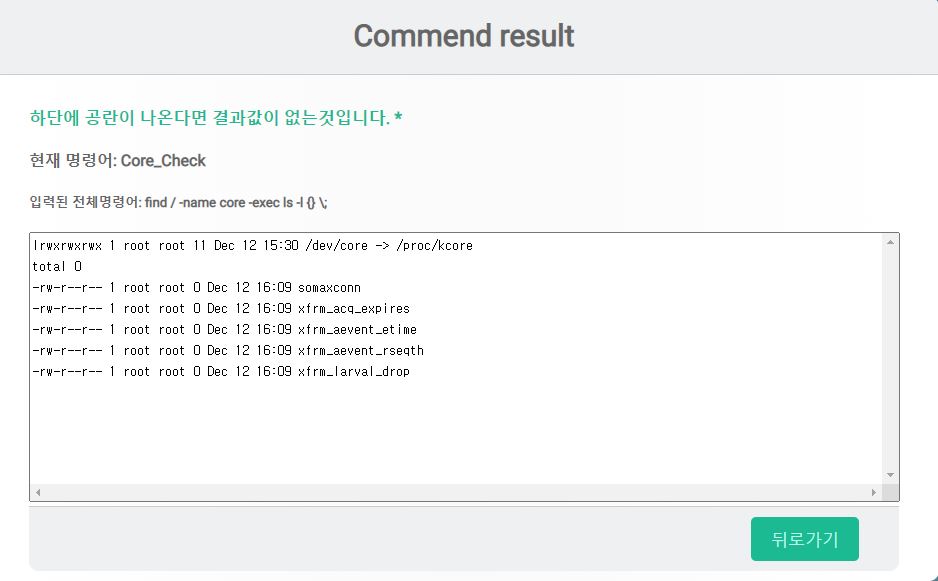 Commend result
하단에 공란이 나온다면 결과값이 없는것입니다. *
현재 명령어: Core_Check
입력된 전체명령어: find / -name core -exec ls -l {} \;
lrwxrwxrwx 1 root root 11 Dec 12 15:30 /dev/core -> /proc/kcore
total 0
-rw-r--r-- 1 root root 0 Dec 12 16:09 somaxconn
-rw-r--r-- 1 root root 0 Dec 12 16:09 xfrm_acq_expires
-rw-r--r-- 1 root root 0 Dec 12 16:09 xfrm_aevent_etime
-rw-r--r-- 1 root root 0 Dec 12 16:09 xfrm_aevent_rseqth
-rw-r--r-- 1 root root 0 Dec 12 16:09 xfrm_larval_drop
뒤로가기